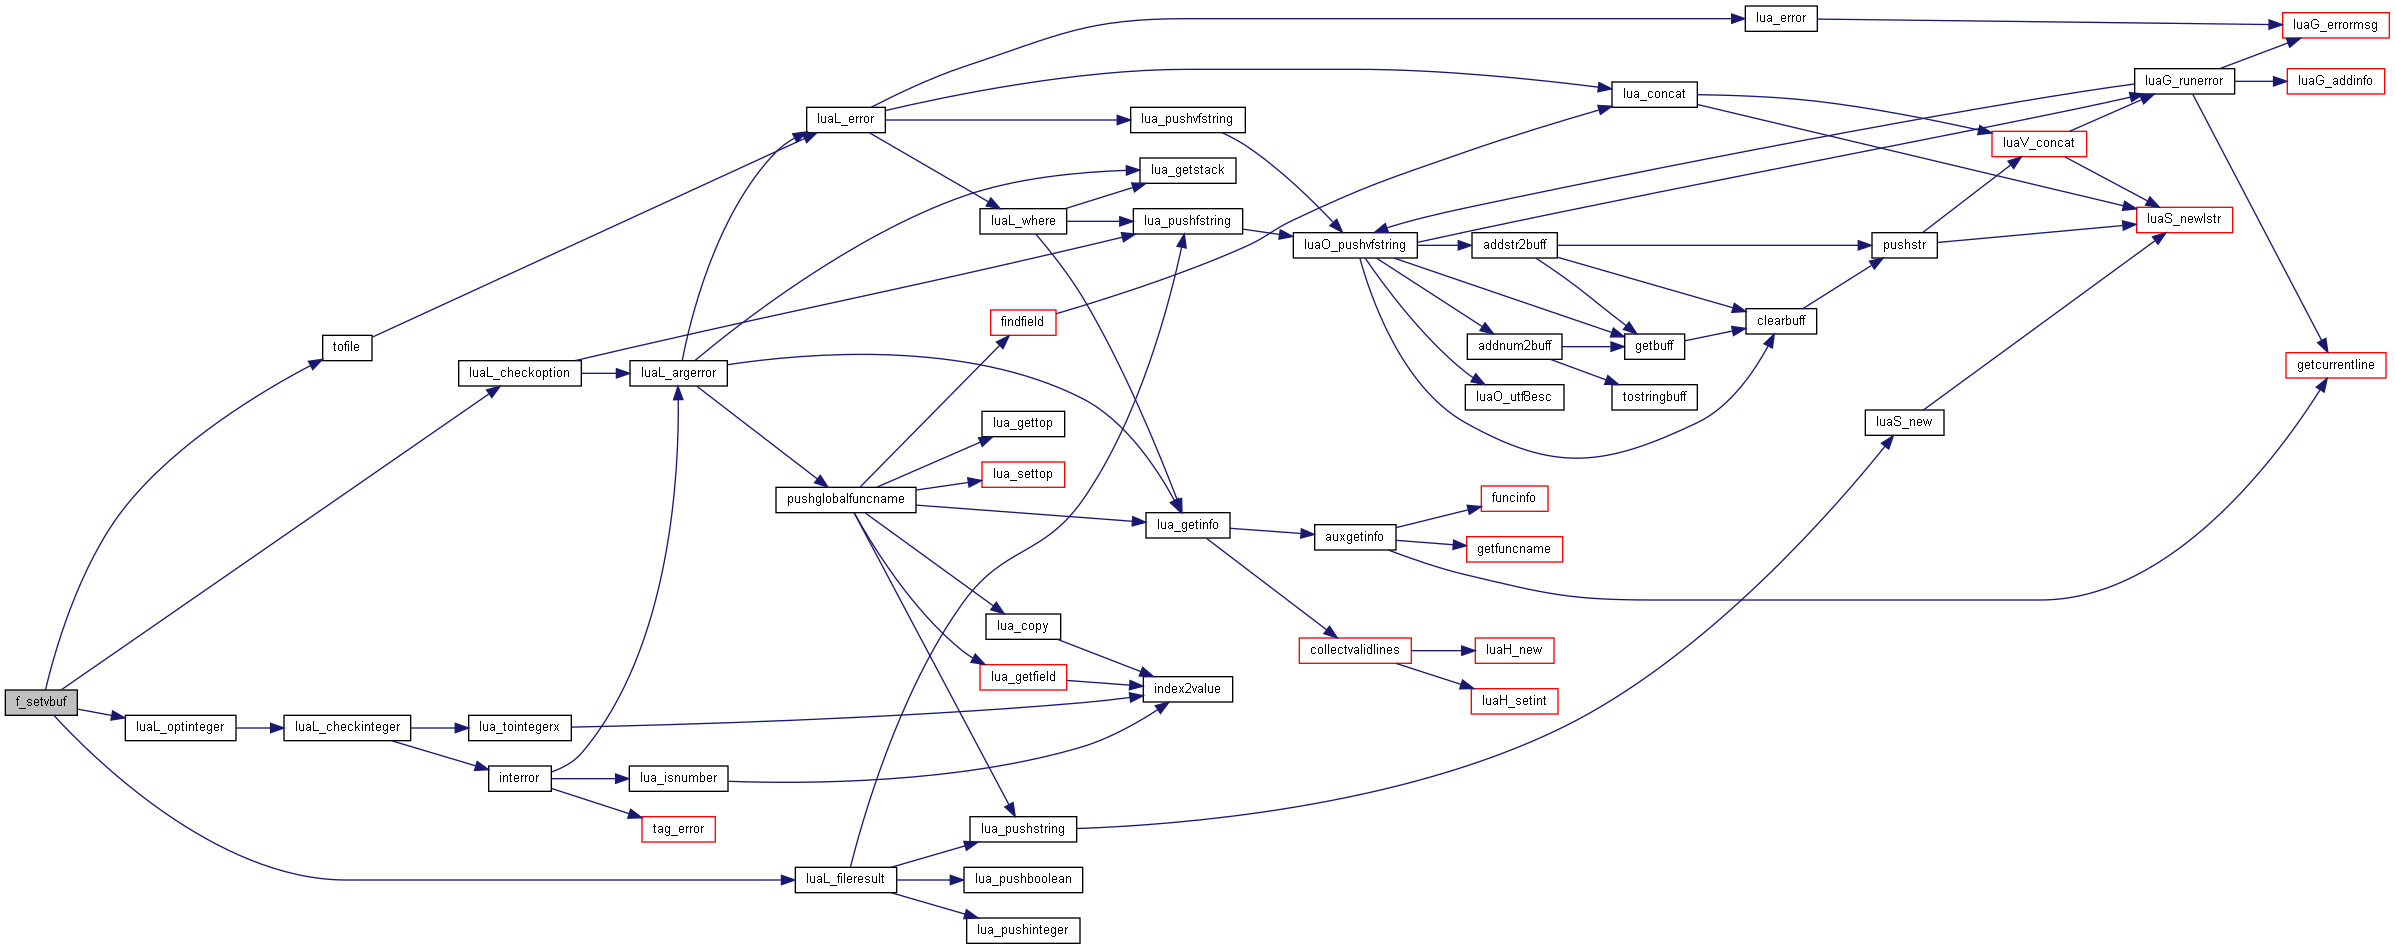 lua_error
luaG_errormsg
luaG_runerror
luaG_addinfo
lua_concat
luaL_error
lua_pushvfstring
luaV_concat
lua_getstack
luaL_where
lua_pushfstring
luaS_newlstr
luaO_pushvfstring
addstr2buff
pushstr
findfield
clearbuff
tofile
addnum2buff
getbuff
getcurrentline
luaL_checkoption
luaL_argerror
luaO_utf8esc
tostringbuff
lua_gettop
luaS_new
lua_settop
pushglobalfuncname
funcinfo
lua_getinfo
auxgetinfo
getfuncname
lua_copy
collectvalidlines
luaH_new
lua_getfield
index2value
f_setvbuf
luaH_setint
luaL_optinteger
luaL_checkinteger
lua_tointegerx
interror
lua_isnumber
tag_error
lua_pushstring
luaL_fileresult
lua_pushboolean
lua_pushinteger